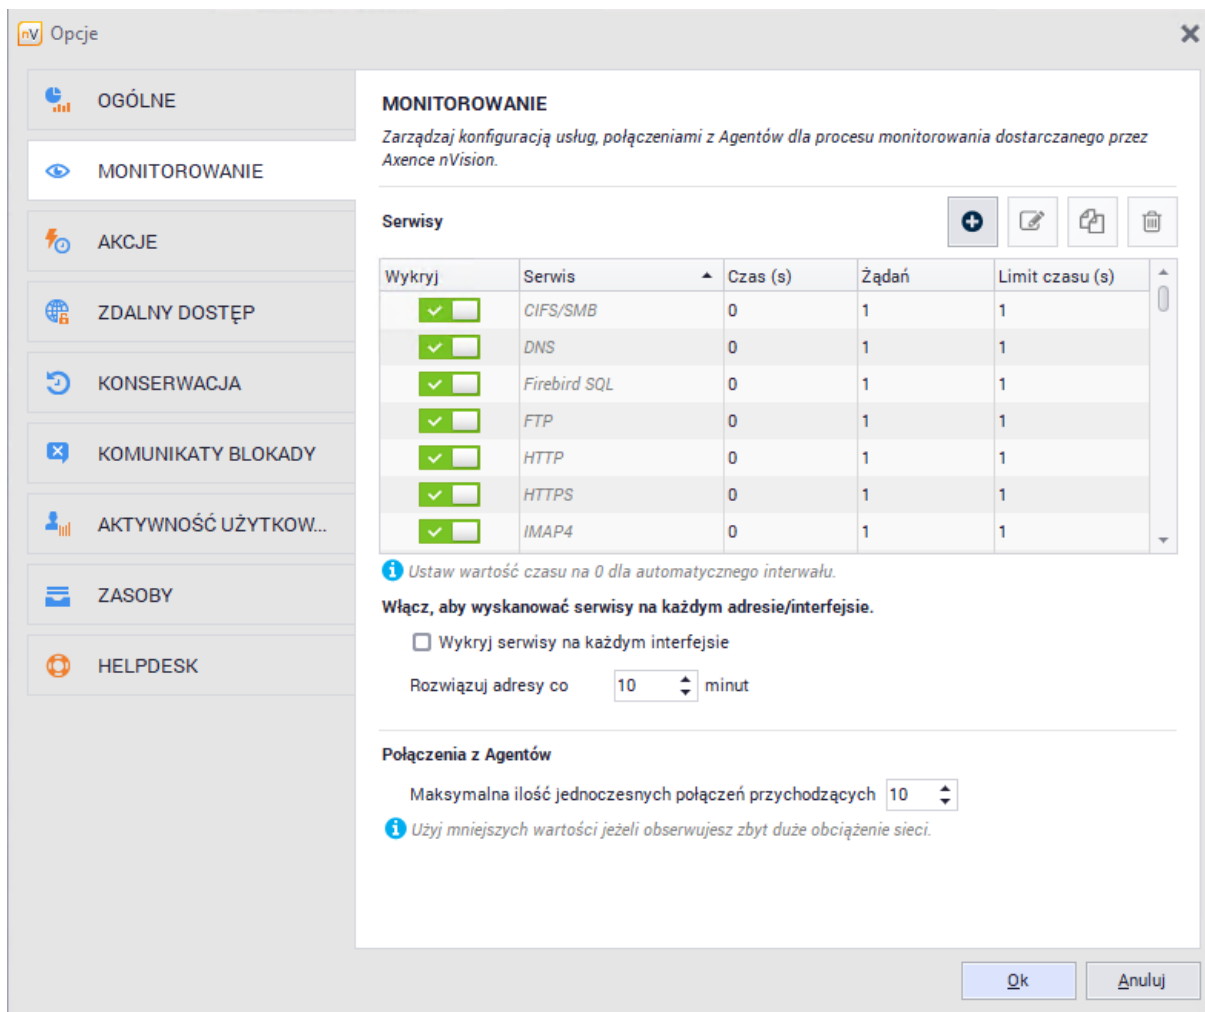 nV Opcje
OGÓLNE
MONITOROWANIE
AKCJE
ZDALNY DOSTĘP
KONSERWACJA
KOMUNIKATY BLOKADY
AKTYWNOŚĆ UŻYTKOW...
ZASOBY
HELPDESK
MONITOROWANIE
Zarządzaj konfiguracją usług, połączeniami z Agentów dla procesu monitorowania dostarczanego przez
Axence nVision.
Serwisy
Wykryj Serwis Czas (s) Żądań Limit czasu (s)
CIFS/SMB 0 1 1
DNS 0 1 1
Firebird SQL 0 1 1
FTP 0 1 1
HTTP 0 1 1
HTTPS 0 1 1
IMAP4 0 1 1
Ustaw wartość czasu na 0 dla automatycznego interwału.
Włącz, aby wyskanować serwisy na każdym adresie/interfejsie.
Wykryj serwisy na każdym interfejsie
Rozwiązuj adresy co 10 minut
Połączenia z Agentów
Maksymalna ilość jednoczesnych połączeń przychodzących 10
Użyj mniejszych wartości jeżeli obserwujesz zbyt duże obciążenie sieci.
Ok Anuluj